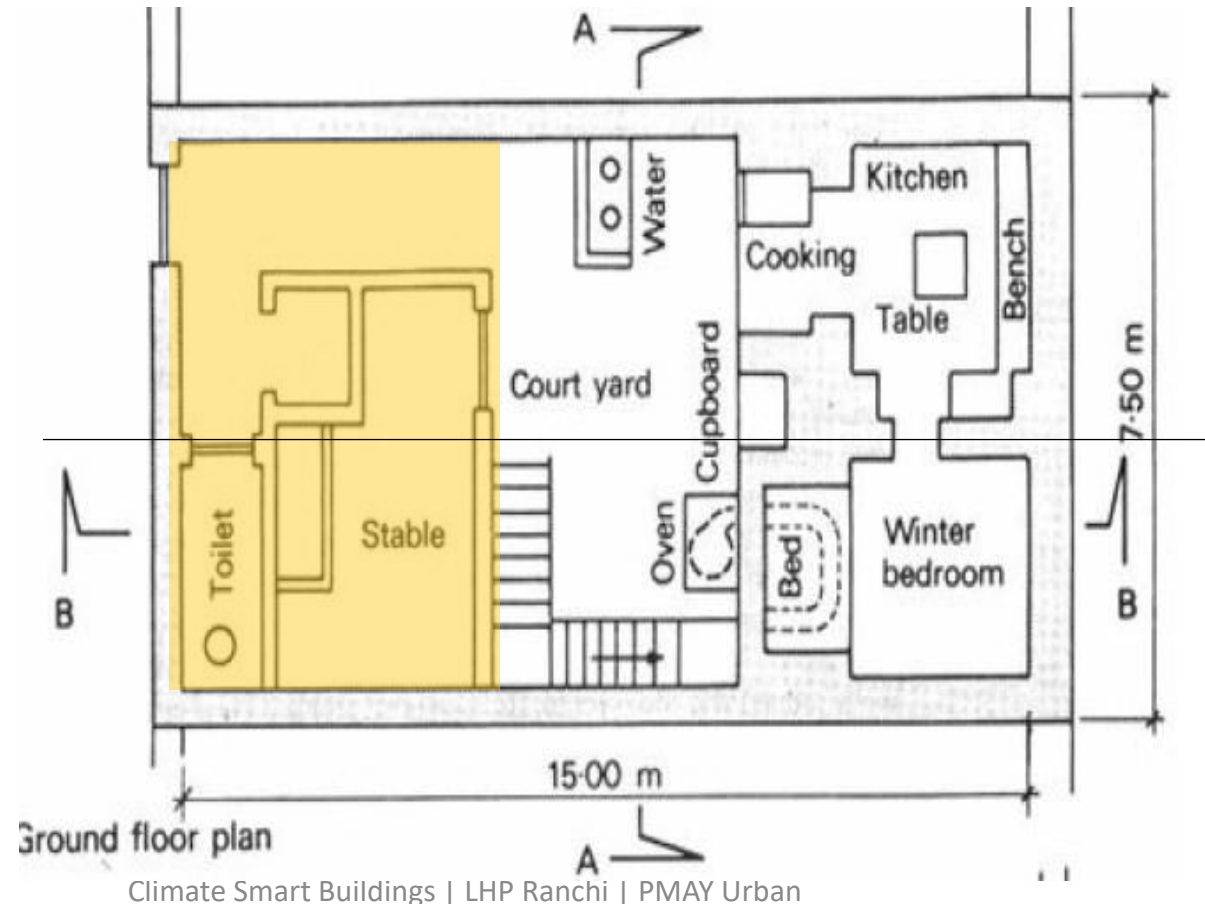 A
Kitchen
Water
Cooking
Bench
Table
Cupboard
Court yard
7·50 m
Toilet
Stable
Oven
Bed
Winter
bedroom
B
B
15·00 m
Ground floor plan
A
Climate Smart Buildings | LHP Ranchi | PMAY Urban